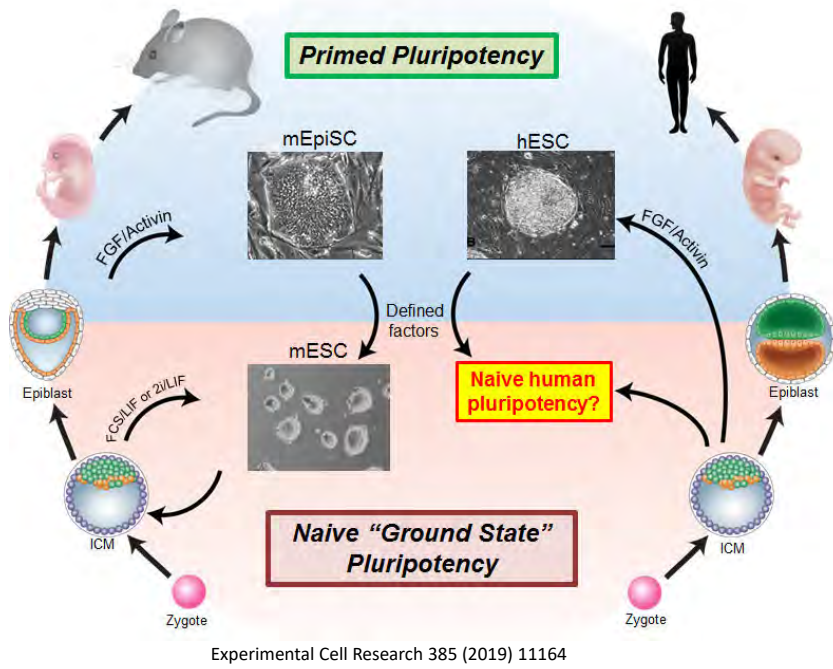 Primed Pluripotency
mEpiSC
hESC
FGF/Activin
FGF/Activin
Defined
factors
Epiblast
Epiblast
mESC
FCS/LIF or 2i/LIF
Naive human
pluripotency?
ICM
ICM
Naive “Ground State”
Pluripotency
Zygote
Zygote
Experimental Cell Research 385 (2019) 11164